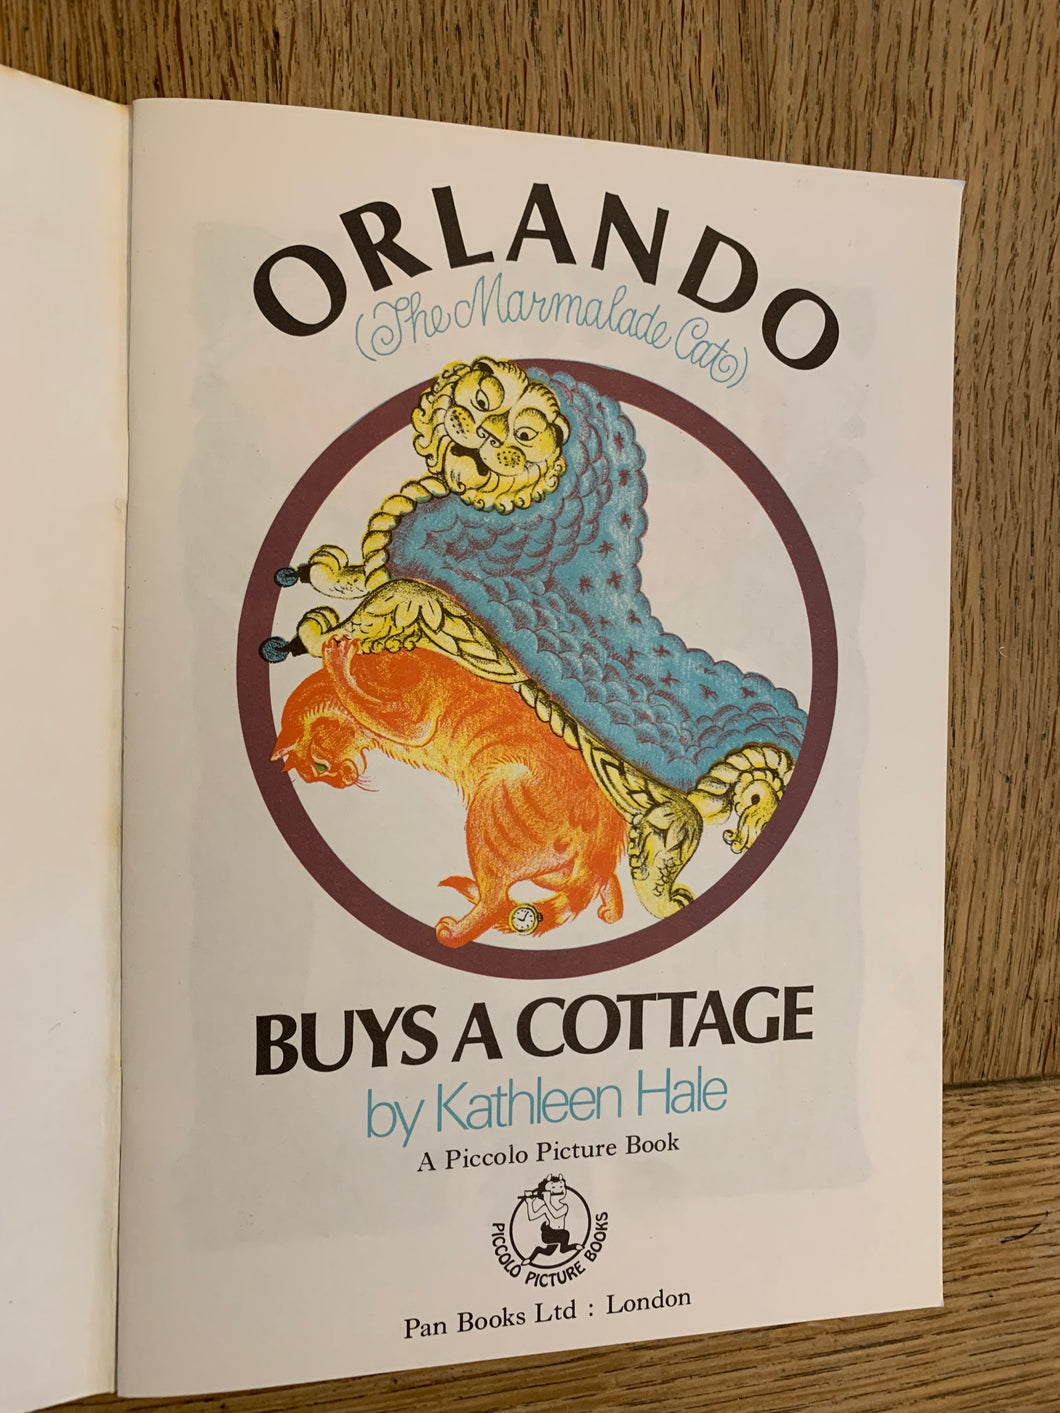 ORLANDO
(The Marmalade Cat)
BUYS A COTTAGE
by Kathleen Hale
A Piccolo Picture Book
PICCOLO PICTURE BOOKS
Pan Books Ltd : London